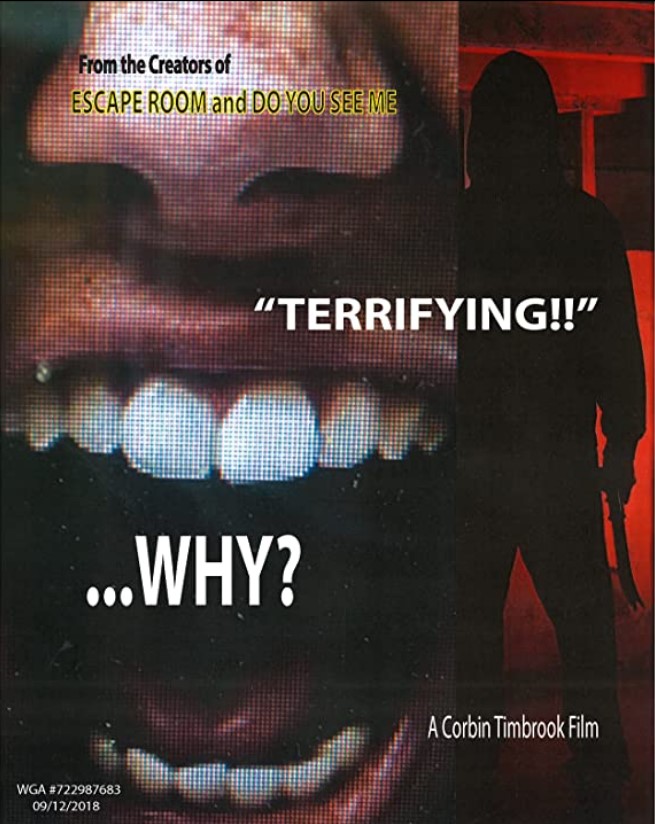 From the Creators of
ESCAPE ROOM and DO YOU SEE ME
“TERRIFYING!!”
...WHY?
A Corbin Timbrook Film
WGA #722987683
09/12/2018